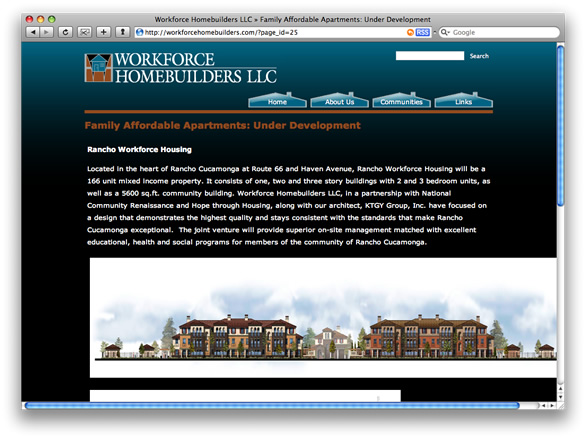 Workforce Homebuilders LLC » Family Affordable Apartments: Under Development
http://workforcehomebuilders.com/?page_id=25
RSS
Google
WORKFORCE
HOMEBUILDERS LLC
Search
Home
About Us
Communities
Links
Family Affordable Apartments: Under Development
Rancho Workforce Housing
Located in the heart of Rancho Cucamonga at Route 66 and Haven Avenue, Rancho Workforce Housing will be a
166 unit mixed income property. It consists of one, two and three story buildings with 2 and 3 bedroom units, as
well as a 5600 sq.ft. community building. Workforce Homebuilders LLC, in a partnership with National
Community Renaissance and Hope through Housing, along with our architect, KTGY Group, Inc. have focused on
a design that demonstrates the highest quality and stays consistent with the standards that make Rancho
Cucamonga exceptional. The joint venture will provide superior on-site management matched with excellent
educational, health and social programs for members of the community of Rancho Cucamonga.